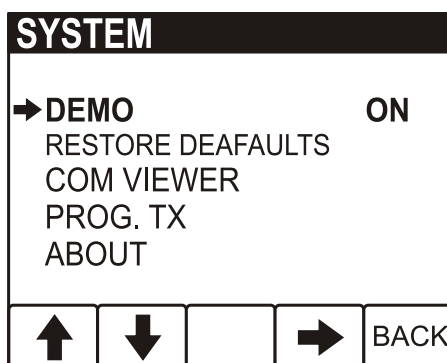 SYSTEM
DEMO ON
RESTORE DEAFAULTS
COM VIEWER
PROG. TX
ABOUT
BACK